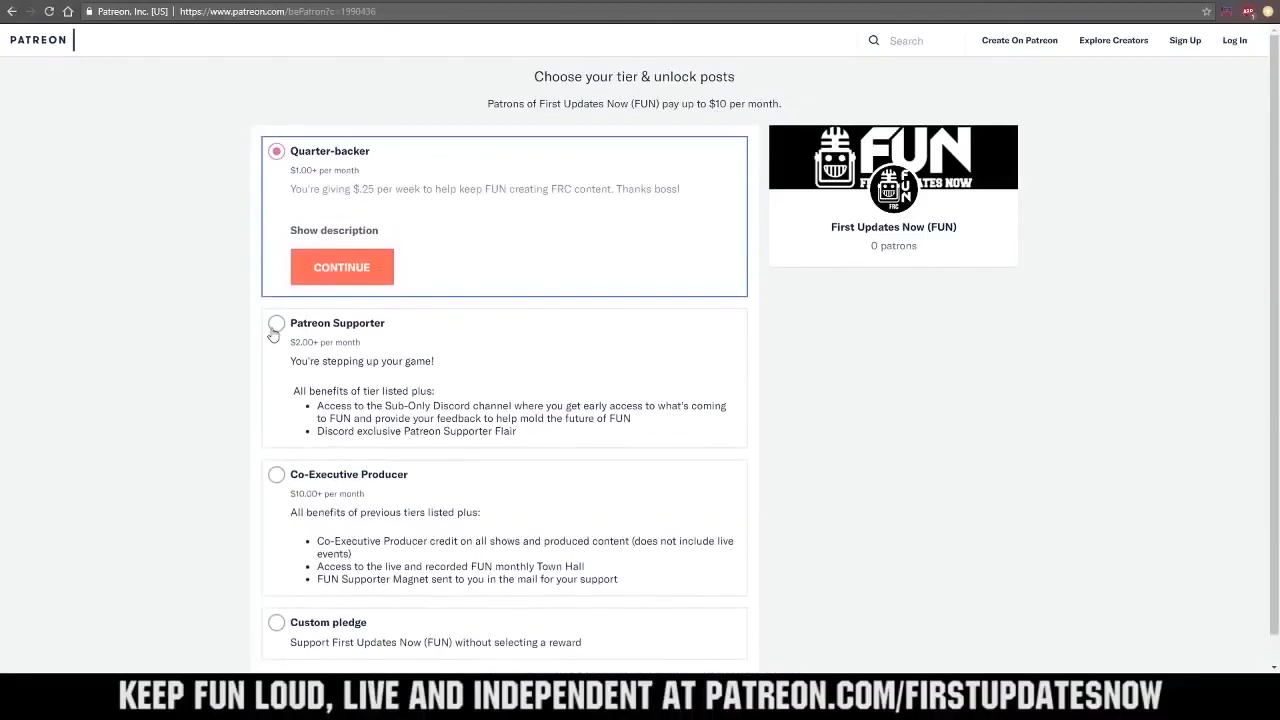 Patreon, Inc. [US] | https://www.patreon.com/bePatron?c=1990436
PATREON
Search
Create On Patreon
Explore Creators
Sign Up
Log In
Choose your tier & unlock posts
Patrons of First Updates Now (FUN) pay up to $10 per month.
Quarter-backer
$1.00+ per month
You're giving $.25 per week to help keep FUN creating FRC content. Thanks boss!
Show description
CONTINUE
FUN
FUN
FRC
First Updates Now (FUN)
0 patrons
Patreon Supporter
$2.00+ per month
You're stepping up your game!
All benefits of tier listed plus:
• Access to the Sub-Only Discord channel where you get early access to what's coming
to FUN and provide your feedback to help mold the future of FUN
• Discord exclusive Patreon Supporter Flair
Co-Executive Producer
$10.00+ per month
All benefits of previous tiers listed plus:
• Co-Executive Producer credit on all shows and produced content (does not include live
events)
• Access to the live and recorded FUN monthly Town Hall
• FUN Supporter Magnet sent to you in the mail for your support
Custom pledge
Support First Updates Now (FUN) without selecting a reward
KEEP FUN LOUD, LIVE AND INDEPENDENT AT PATREON.COM/FIRSTUPDATESNOW